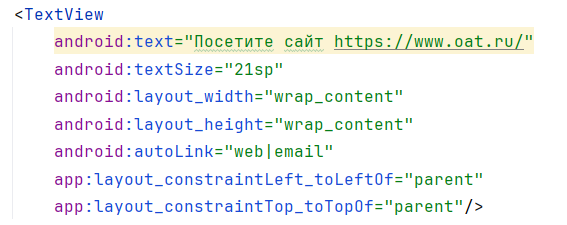 <TextView
android:text="Посетите сайт https://www.oat.ru/"
android:textSize="21sp"
android:layout_width="wrap_content"
android:layout_height="wrap_content"
android:autoLink="web|email"
app:layout_constraintLeft_toLeftOf="parent"
app:layout_constraintTop_toTopOf="parent"/>